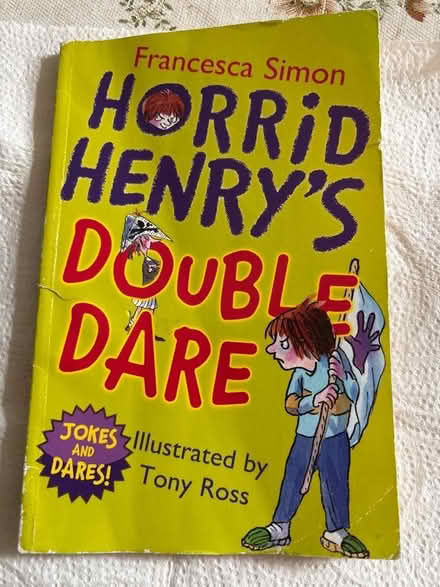 Francesca Simon
HORRiD
HENRY'S
DOUBLE
DARE
JOKES
AND
DARES!
Illustrated by
Tony Ross